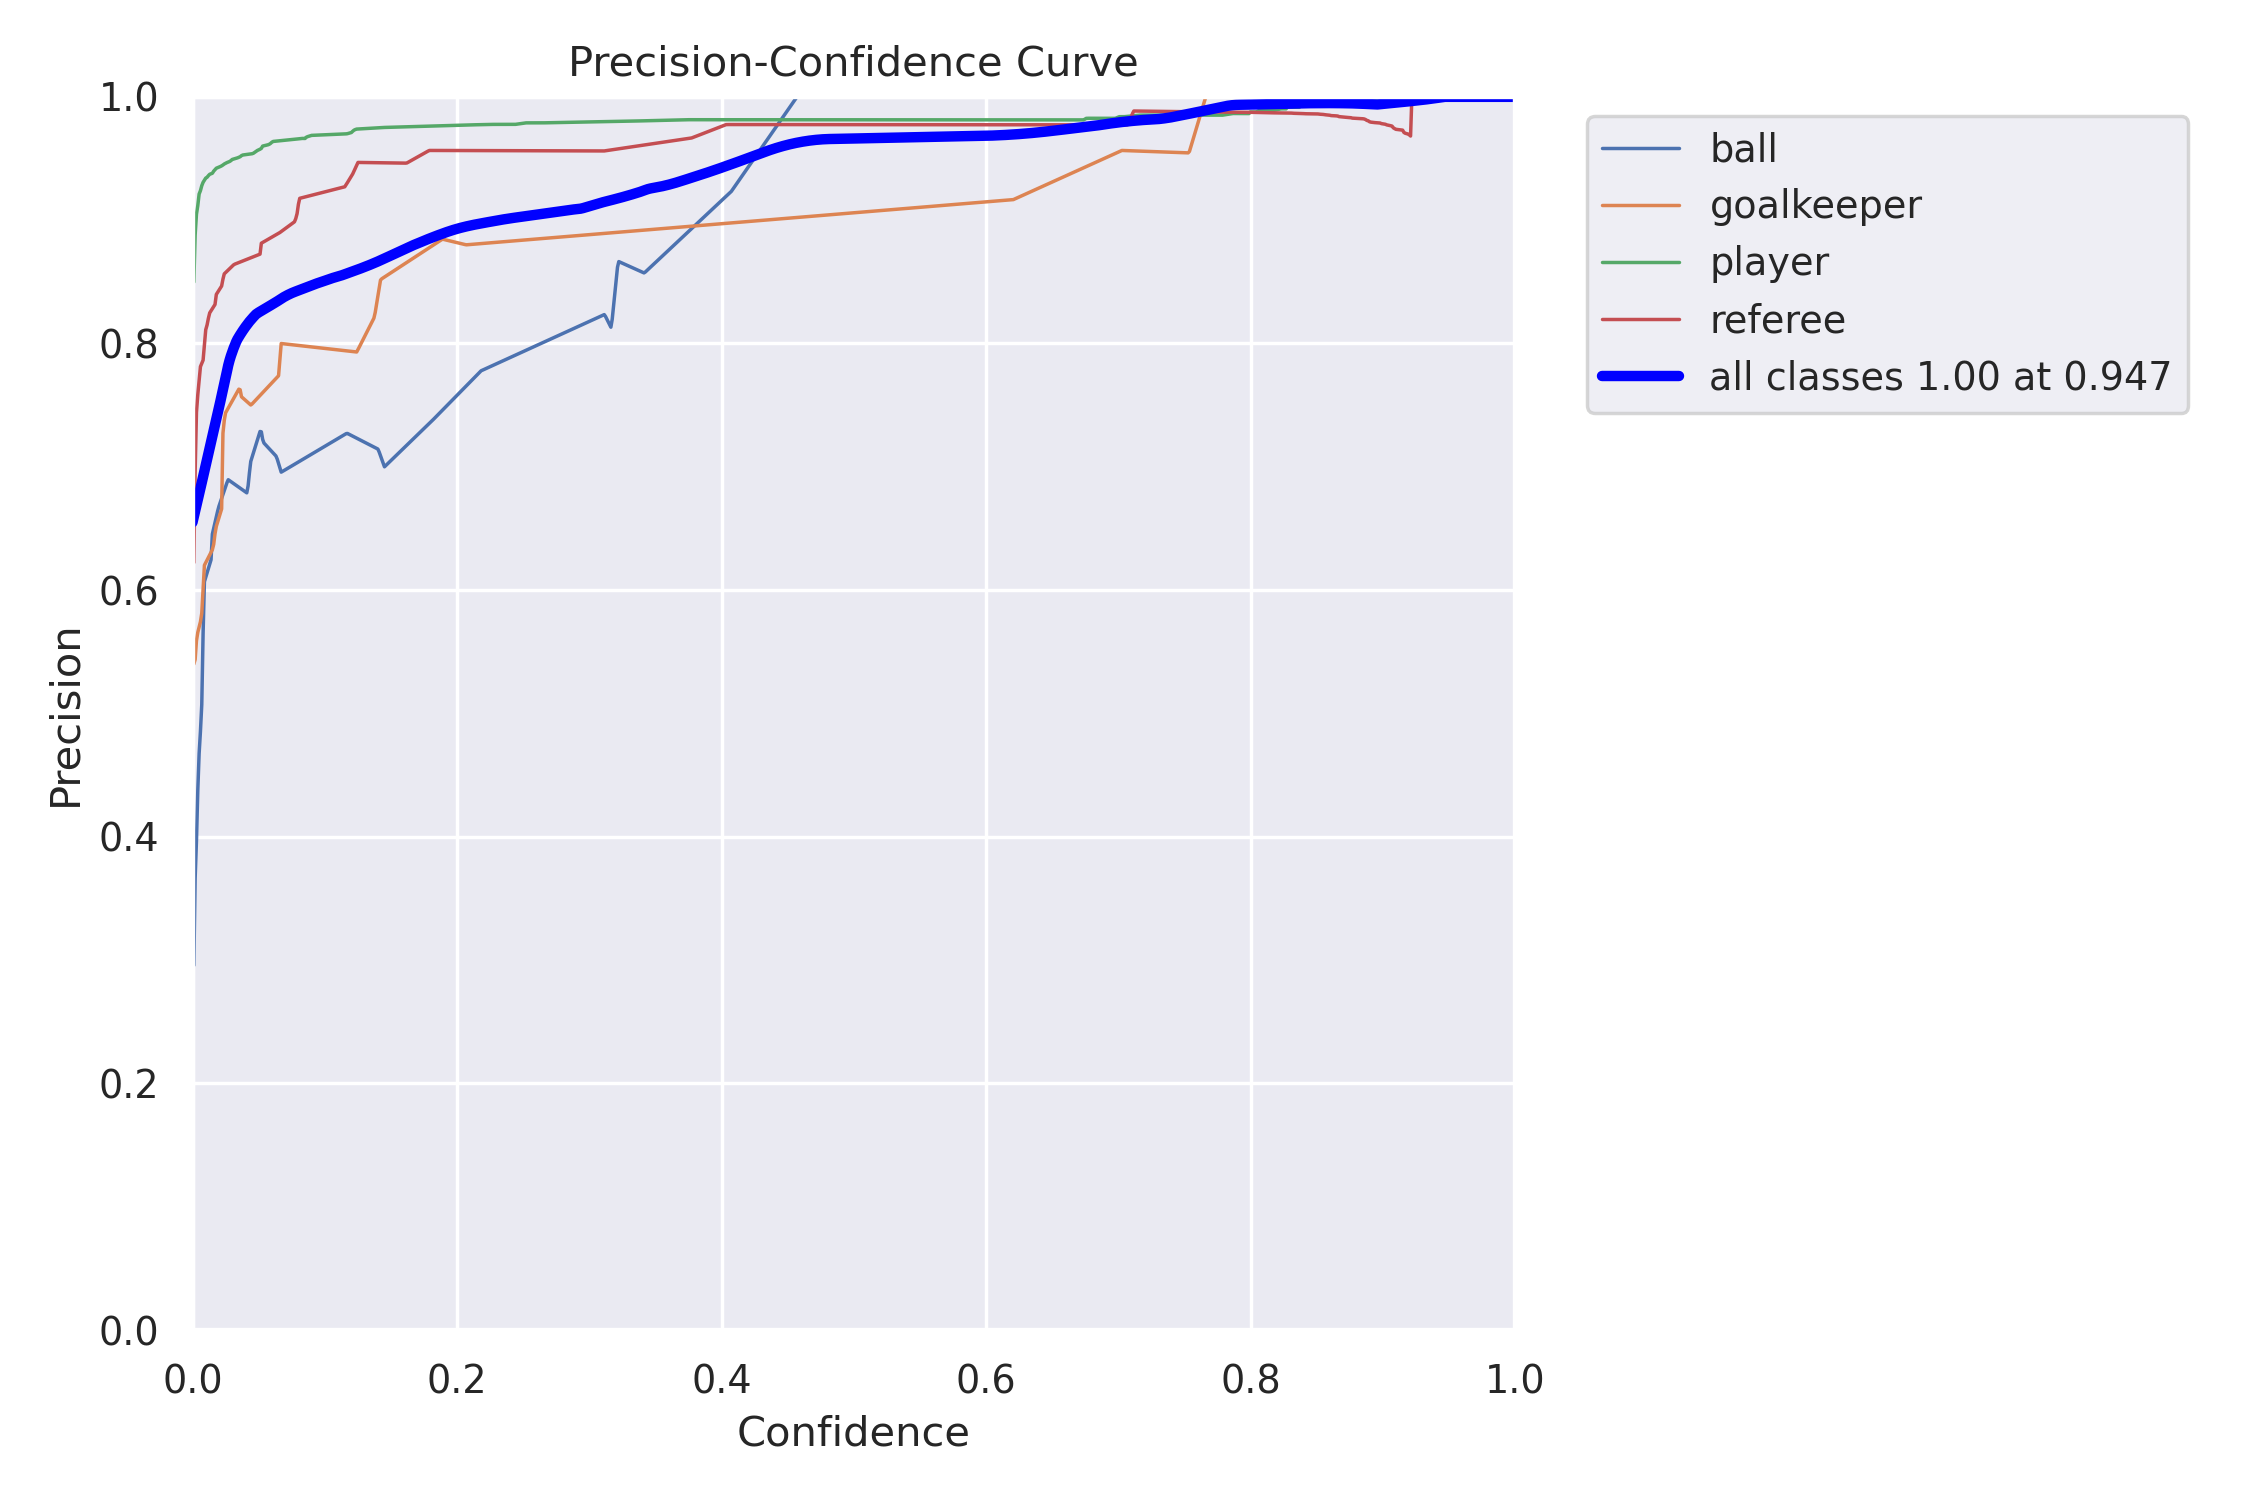 Precision-Confidence Curve
1.0
0.8
0.6
0.4
0.2
0.0
Precision
0.0 0.2 0.4 0.6 0.8 1.0
Confidence
ball
goalkeeper
player
referee
all classes 1.00 at 0.947